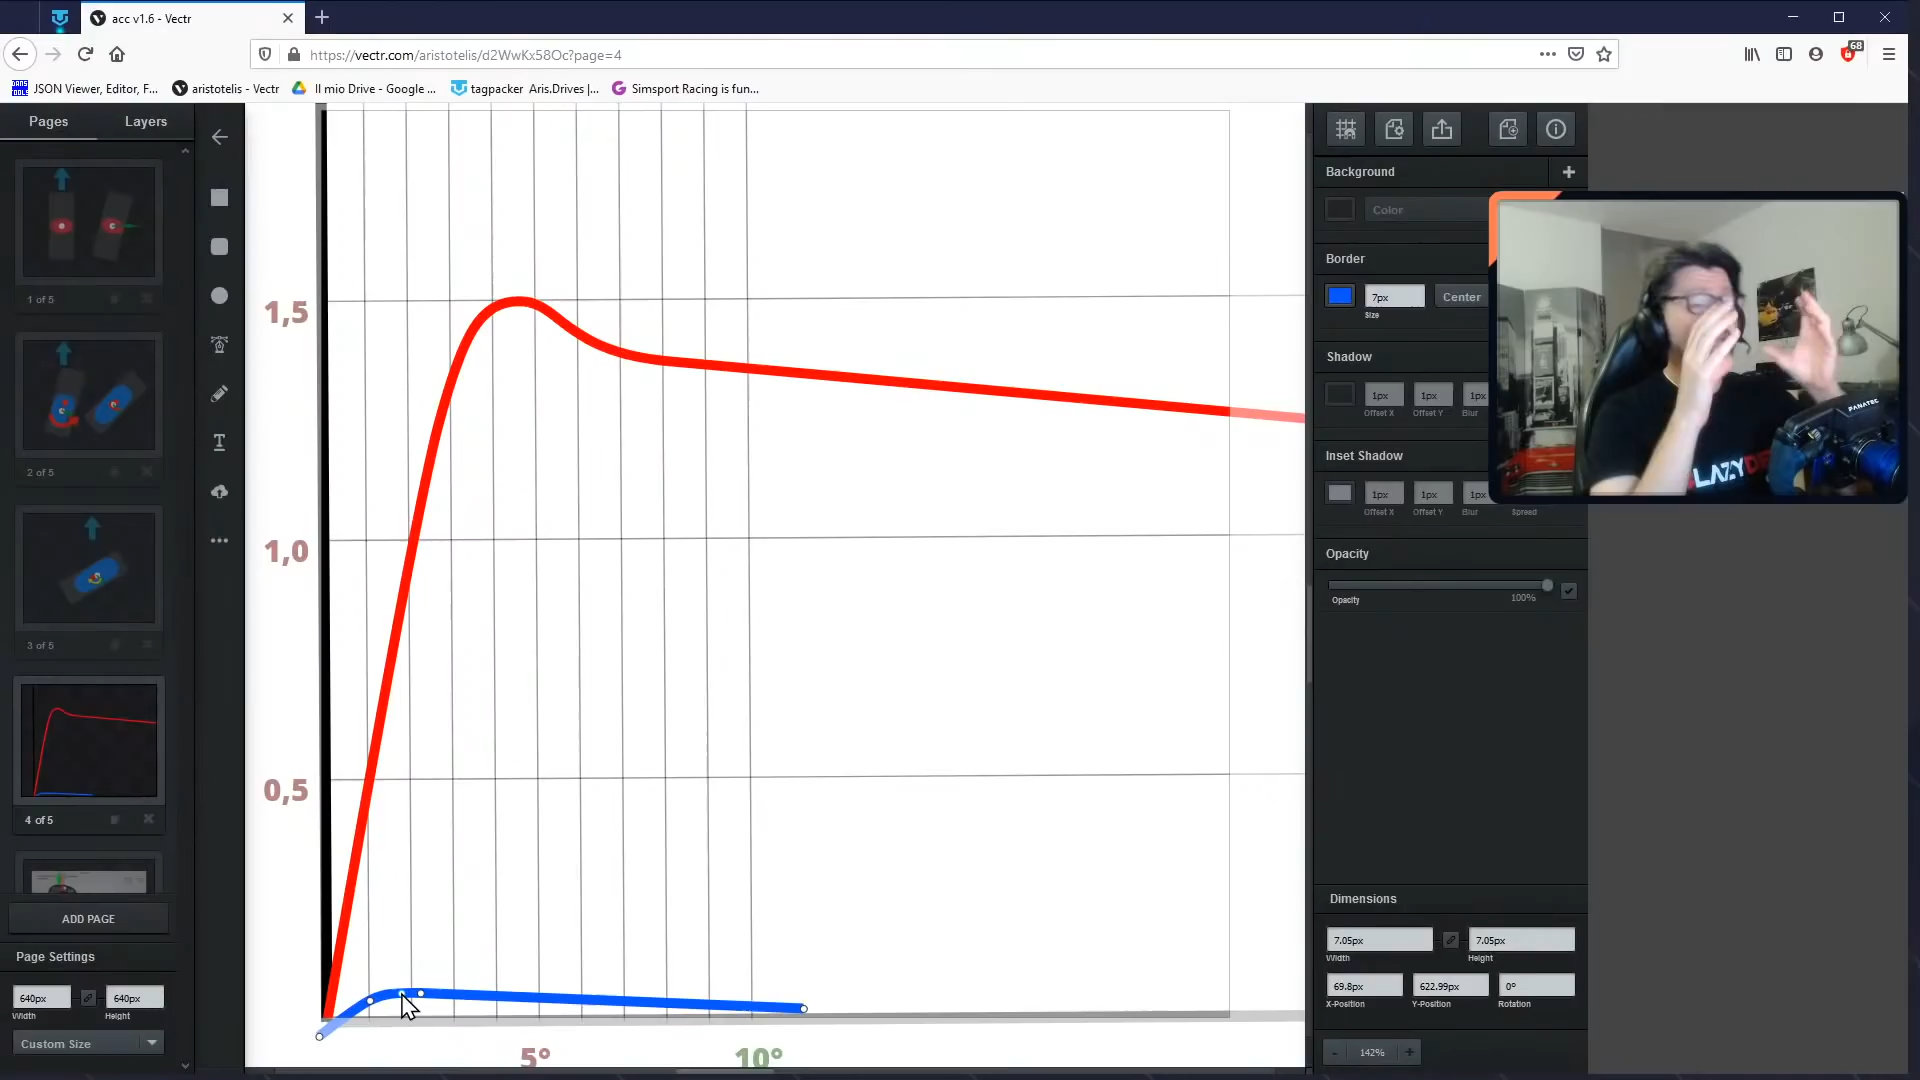 acc v1.6 - Vectr
https://vectr.com/aristotelis/d2WwKx58Oc?page=4
68
JSON Viewer, Editor, F...
aristotelis - Vectr
Il mio Drive - Google ...
tagpacker Aris.Drives |...
Simsport Racing is fun...
Pages
Layers
1 of 5
2 of 5
3 of 5
4 of 5
ADD PAGE
Page Settings
640px
640px
Width
Height
Custom Size
1,5
1,0
0,5
5°
10°
Background
Color
Border
7px
Center
Size
Shadow
1px
1px
1px
Offset X
Offset Y
Blur
Inset Shadow
1px
1px
1px
Offset X
Offset Y
Blur
Spread
Opacity
Opacity
100%
Dimensions
7.05px
7.05px
Width
Height
69.8px
622.99px
0°
X-Position
Y-Position
Rotation
-
142%
+
FANATEC